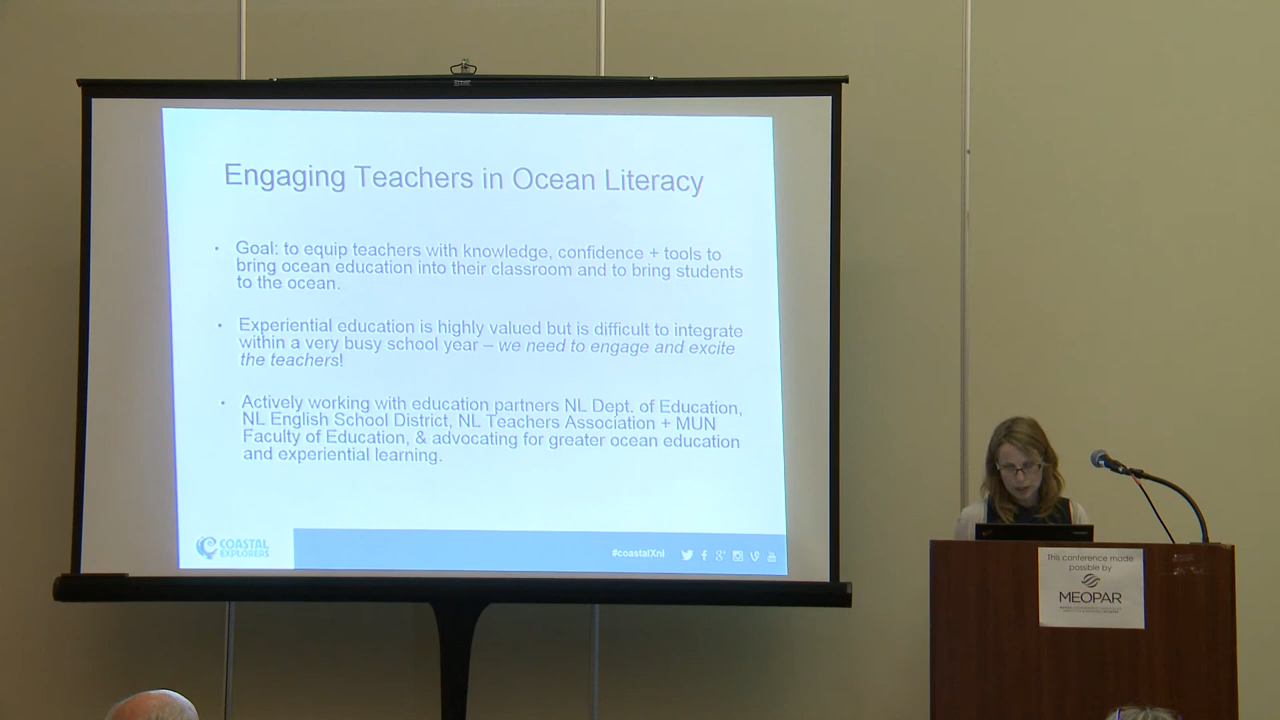 Engaging Teachers in Ocean Literacy
• Goal: to equip teachers with knowledge, confidence + tools to
bring ocean education into their classroom and to bring students
to the ocean.
• Experiential education is highly valued but is difficult to integrate
within a very busy school year – we need to engage and excite
the teachers!
• Actively working with education partners NL Dept. of Education,
NL English School District, NL Teachers Association + MUN
Faculty of Education, & advocating for greater ocean education
and experiential learning.
COASTAL
EXPLORERS
#coastalXnl
This conference made
possible by
MEOPAR